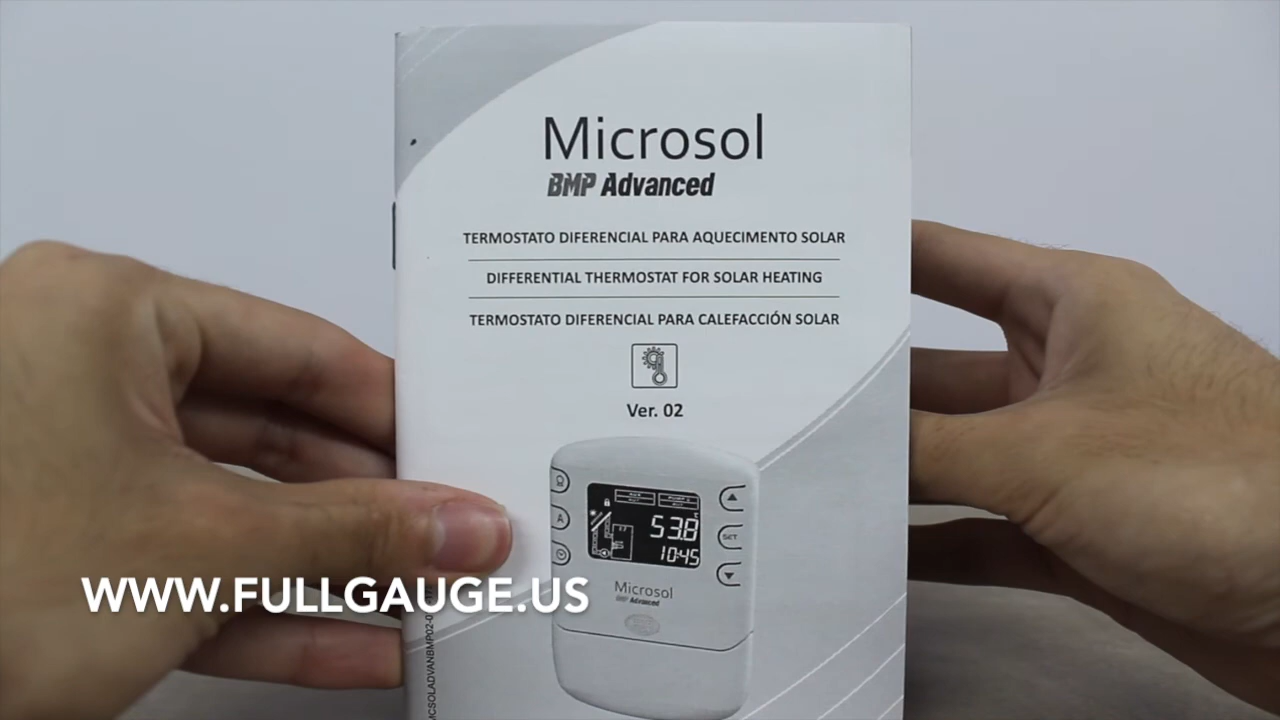 Microsol
BMP Advanced
TERMOSTATO DIFERENCIAL PARA AQUECIMENTO SOLAR
DIFFERENTIAL THERMOSTAT FOR SOLAR HEATING
TERMOSTATO DIFERENCIAL PARA CALEFACCIÓN SOLAR
Ver. 02
A
SET
53.8
10:45
Microsol
BMP Advanced
WWW.FULLGAUGE.US